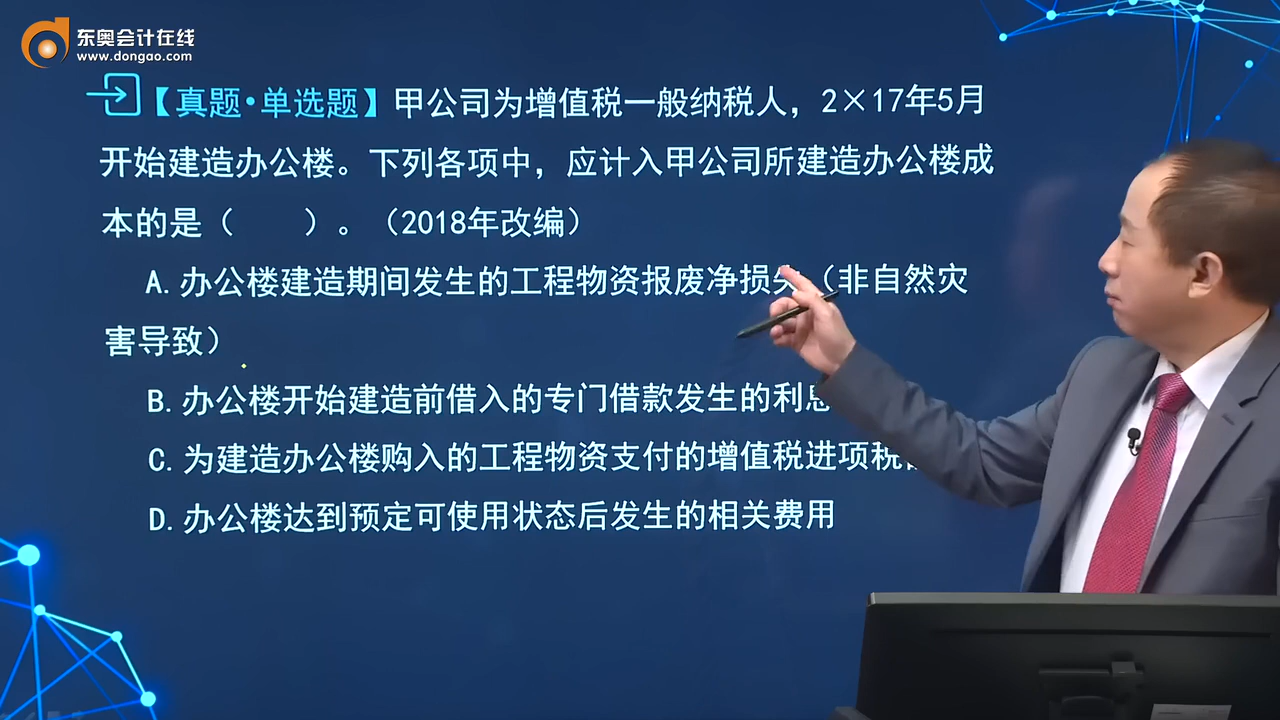 东奥会计在线
www.dongao.com
【真题•单选题】甲公司为增值税一般纳税人，2×17年5月
开始建造办公楼。下列各项中，应计入甲公司所建造办公楼成
本的是（　　）。（2018年改编）
A. 办公楼建造期间发生的工程物资报废净损失（非自然灾
害导致）
B. 办公楼开始建造前借入的专门借款发生的利息
C. 为建造办公楼购入的工程物资支付的增值税进项税
D. 办公楼达到预定可使用状态后发生的相关费用